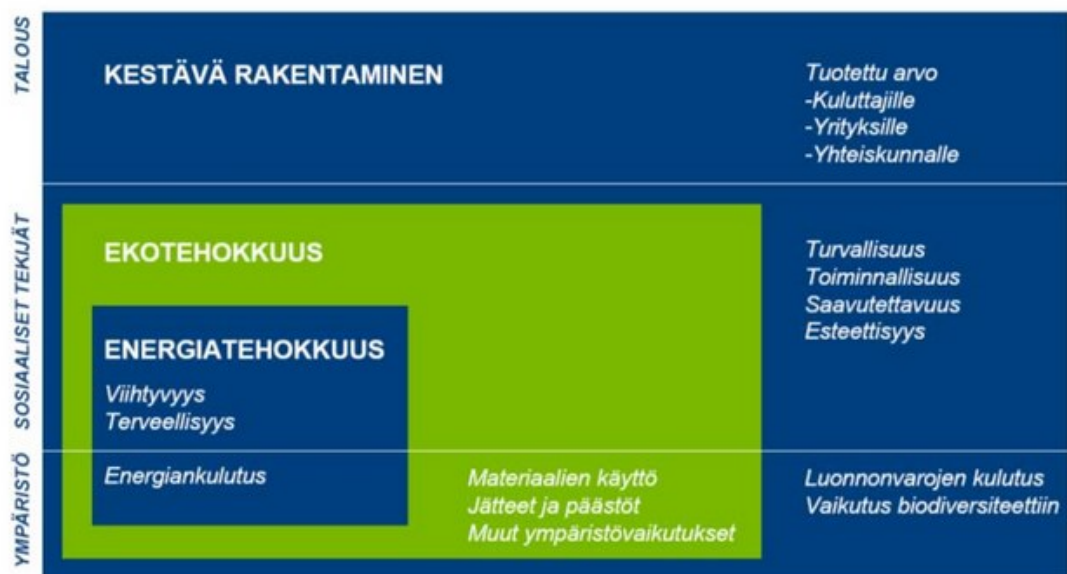 TALOUS
KESTÄVÄ RAKENTAMINEN
Tuotettu arvo
-Kuluttajille
-Yrityksille
-Yhteiskunnalle
SOSIAALISET TEKIJÄT
EKOTEHOKKUUS
Turvallisuus
Toiminnallisuus
Saavutettavuus
Esteettisyys
ENERGIATEHOKKUUS
Viihtyvyys
Terveellisyys
YMPÄRISTÖ
Energiankulutus
Materiaalien käyttö
Jätteet ja päästöt
Muut ympäristövaikutukset
Luonnonvarojen kulutus
Vaikutus biodiversiteettiin